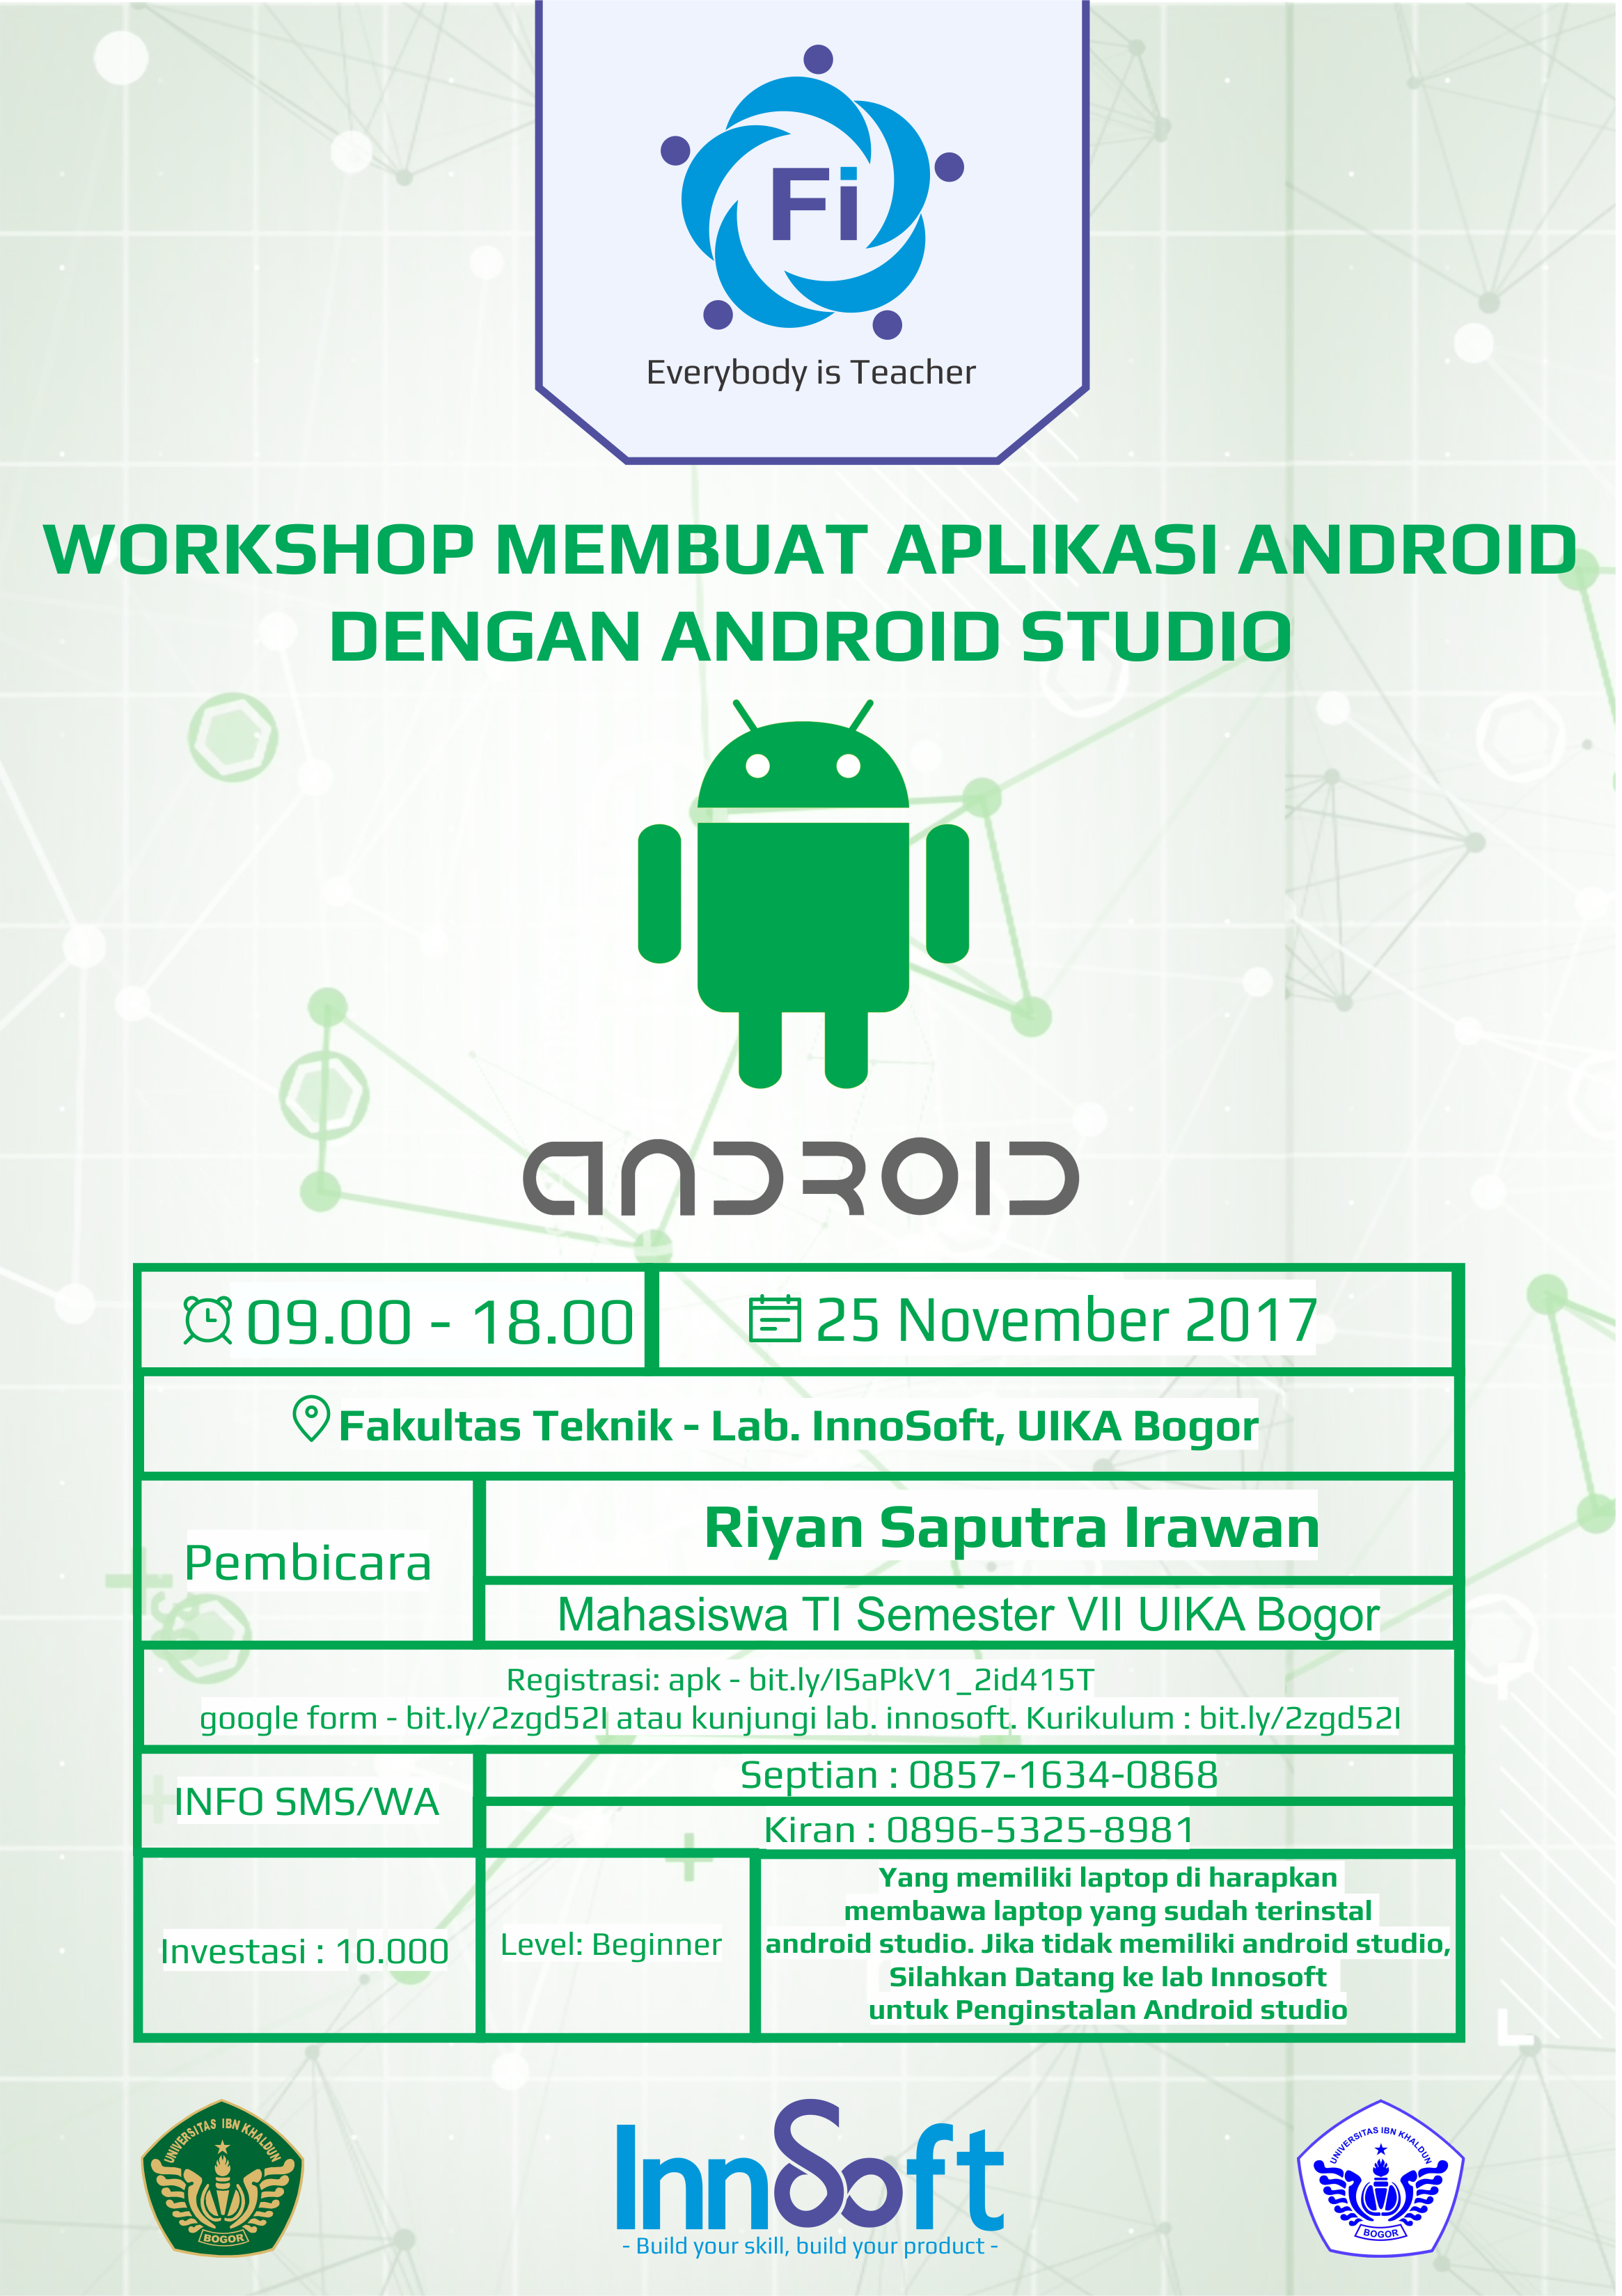 Fi
Everybody is Teacher
WORKSHOP MEMBUAT APLIKASI ANDROID
DENGAN ANDROID STUDIO
ANDROID
09.00 - 18.00
25 November 2017
Fakultas Teknik - Lab. InnoSoft, UIKA Bogor
Pembicara
Riyan Saputra Irawan
Mahasiswa TI Semester VII UIKA Bogor
Registrasi: apk - bit.ly/ISaPkV1_2id415T
google form - bit.ly/2zgd52I atau kunjungi lab. innosoft. Kurikulum : bit.ly/2zgd52I
INFO SMS/WA
Septian : 0857-1634-0868
Kiran : 0896-5325-8981
Investasi : 10.000
Level: Beginner
Yang memiliki laptop di harapkan
membawa laptop yang sudah terinstal
android studio. Jika tidak memiliki android studio,
Silahkan Datang ke lab Innosoft
untuk Penginstalan Android studio
UNIVERSITAS IBN KHALDUN
BOGOR
InnoSoft
- Build your skill, build your product -
UNIVERSITAS IBN KHALDUN
BOGOR